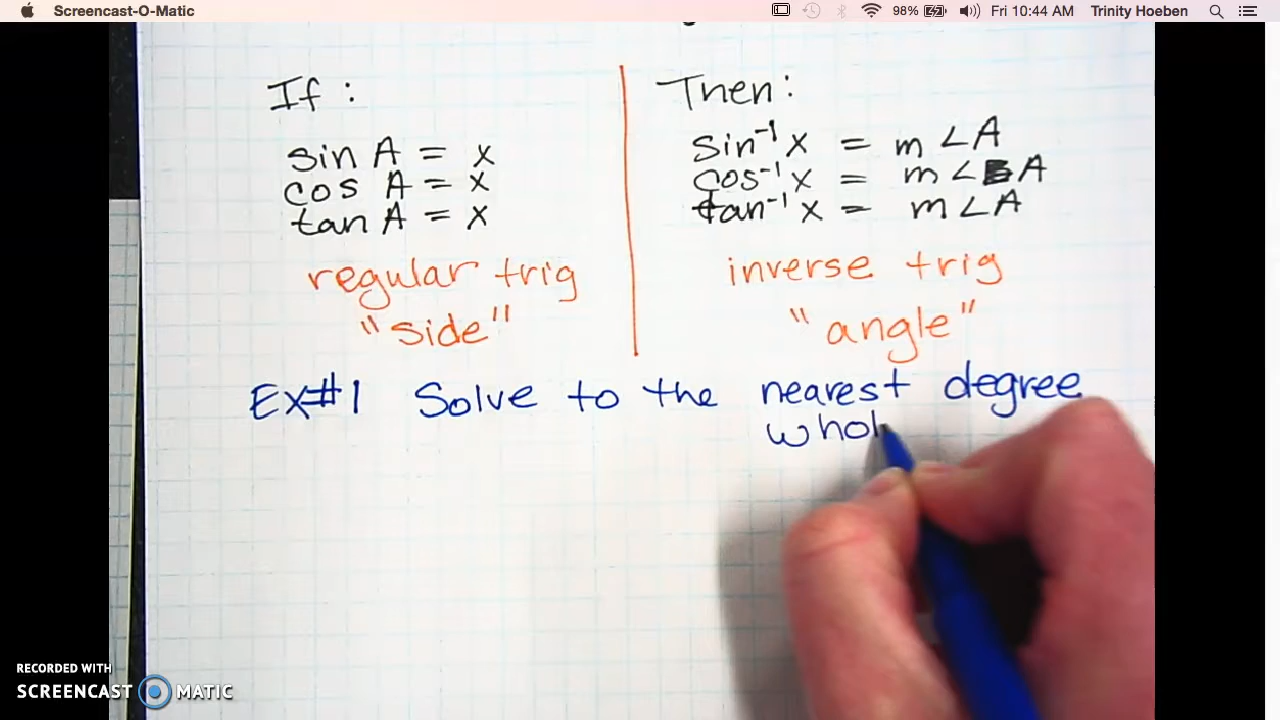 Screencast-O-Matic 98% Fri 10:44 AM Trinity Hoeben
If : Then:
sin A = x sin⁻¹ x = m∠A
cos A = x cos⁻¹ x = m∠A
tan A = x tan⁻¹ x = m∠A
regular trig inverse trig
"side" "angle"
Ex#1 Solve to the nearest degree
whol
RECORDED WITH
SCREENCAST O MATIC